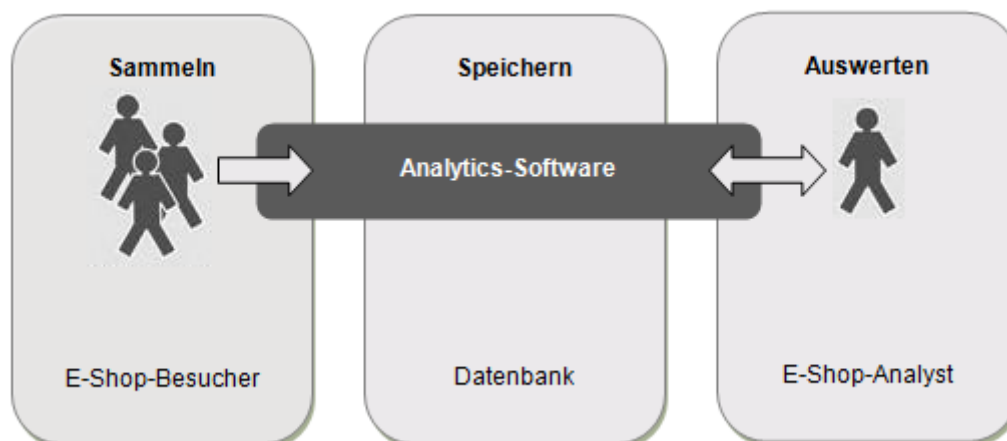 Sammeln
Speichern
Auswerten
Analytics-Software
E-Shop-Besucher
Datenbank
E-Shop-Analyst